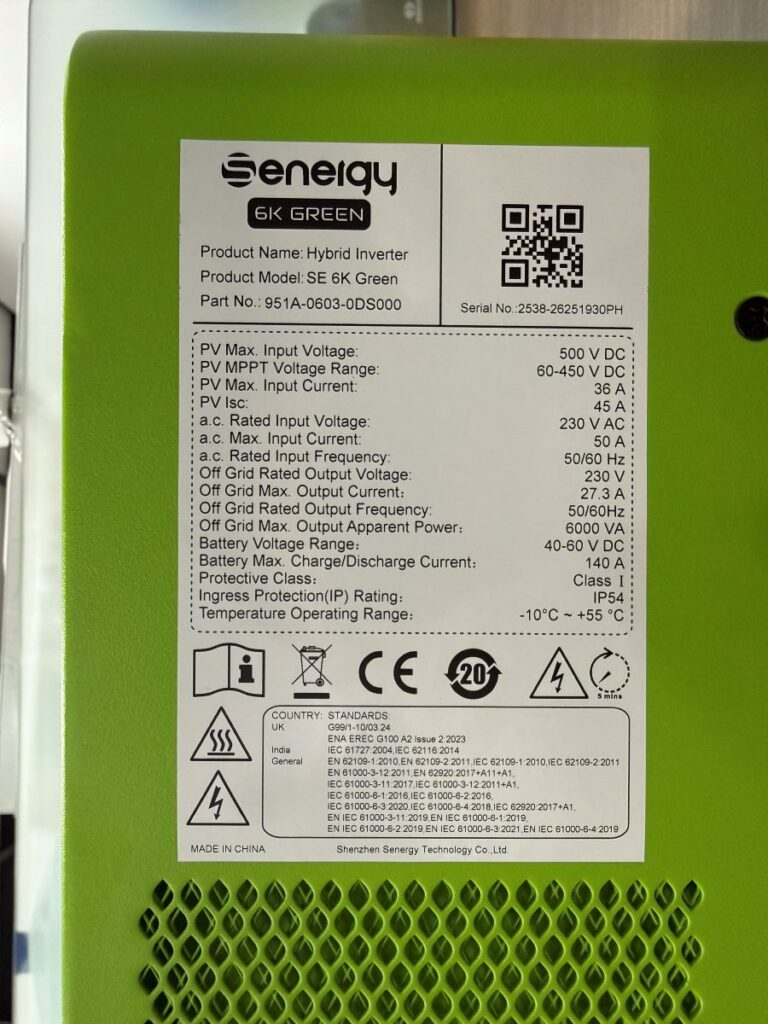 Senergy
6K GREEN
Product Name: Hybrid Inverter
Product Model: SE 6K Green
Part No.: 951A-0603-0DS000
Serial No.:2538-26251930PH
PV Max. Input Voltage: 500 V DC
PV MPPT Voltage Range: 60-450 V DC
PV Max. Input Current: 36 A
PV Isc: 45 A
a.c. Rated Input Voltage: 230 V AC
a.c. Max. Input Current: 50 A
a.c. Rated Input Frequency: 50/60 Hz
Off Grid Rated Output Voltage: 230 V
Off Grid Max. Output Current: 27.3 A
Off Grid Rated Output Frequency: 50/60Hz
Off Grid Max. Output Apparent Power: 6000 VA
Battery Voltage Range: 40-60 V DC
Battery Max. Charge/Discharge Current: 140 A
Protective Class: Class I
Ingress Protection(IP) Rating: IP54
Temperature Operating Range: -10°C ~ +55 °C
i
CE
20
5 mins
COUNTRY: STANDARDS:
UK G99/1-10/03.24
ENA EREC G100 A2 Issue 2:2023
India IEC 61727:2004,IEC 62116:2014
General EN 62109-1:2010,EN 62109-2:2011,IEC 62109-1:2010,IEC 62109-2:2011
EN 61000-3-12:2011,EN 62920:2017+A11+A1,
IEC 61000-3-11:2017,IEC 61000-3-12:2011+A1,
IEC 61000-6-1:2016,IEC 61000-6-2:2016,
IEC 61000-6-3:2020,IEC 61000-6-4:2018,IEC 62920:2017+A1,
EN IEC 61000-3-11:2019,EN IEC 61000-6-1:2019,
EN IEC 61000-6-2:2019,EN IEC 61000-6-3:2021,EN IEC 61000-6-4:2019
MADE IN CHINA
Shenzhen Senergy Technology Co.,Ltd.